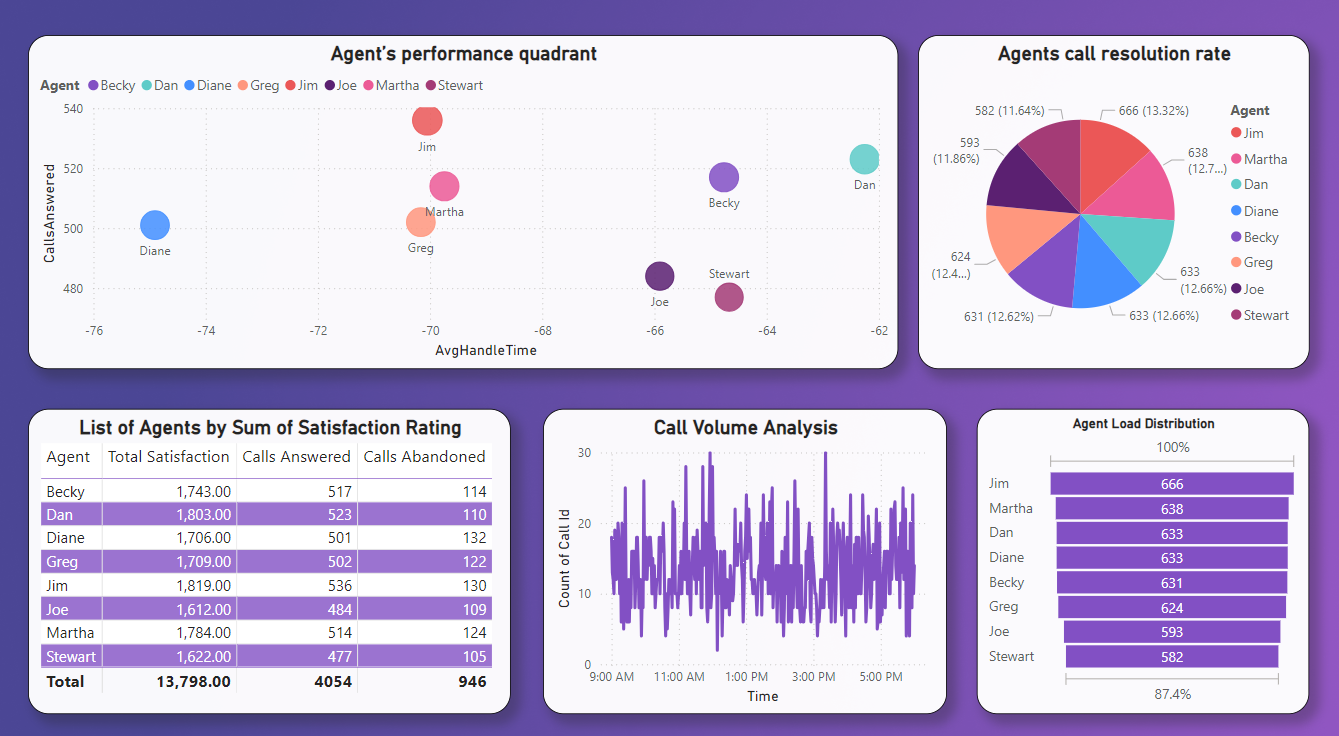 Agent's performance quadrant
Agent Becky Dan Diane Greg Jim Joe Martha Stewart
CallsAnswered
540
520
500
480
Jim
Martha
Greg
Diane
Becky
Dan
Joe
Stewart
-76 -74 -72 -70 -68 -66 -64 -62
AvgHandleTime
Agents call resolution rate
582 (11.64%)
666 (13.32%)
593
(11.86%)
638
(12.7...)
624
(12.4...)
633
(12.66%)
631 (12.62%)
633 (12.66%)
Agent
Jim
Martha
Dan
Diane
Becky
Greg
Joe
Stewart
List of Agents by Sum of Satisfaction Rating
Agent Total Satisfaction Calls Answered Calls Abandoned
Becky 1,743.00 517 114
Dan 1,803.00 523 110
Diane 1,706.00 501 132
Greg 1,709.00 502 122
Jim 1,819.00 536 130
Joe 1,612.00 484 109
Martha 1,784.00 514 124
Stewart 1,622.00 477 105
Total 13,798.00 4054 946
Call Volume Analysis
Count of Call Id
30
20
10
0
9:00 AM 11:00 AM 1:00 PM 3:00 PM 5:00 PM
Time
Agent Load Distribution
100%
Jim 666
Martha 638
Dan 633
Diane 633
Becky 631
Greg 624
Joe 593
Stewart 582
87.4%